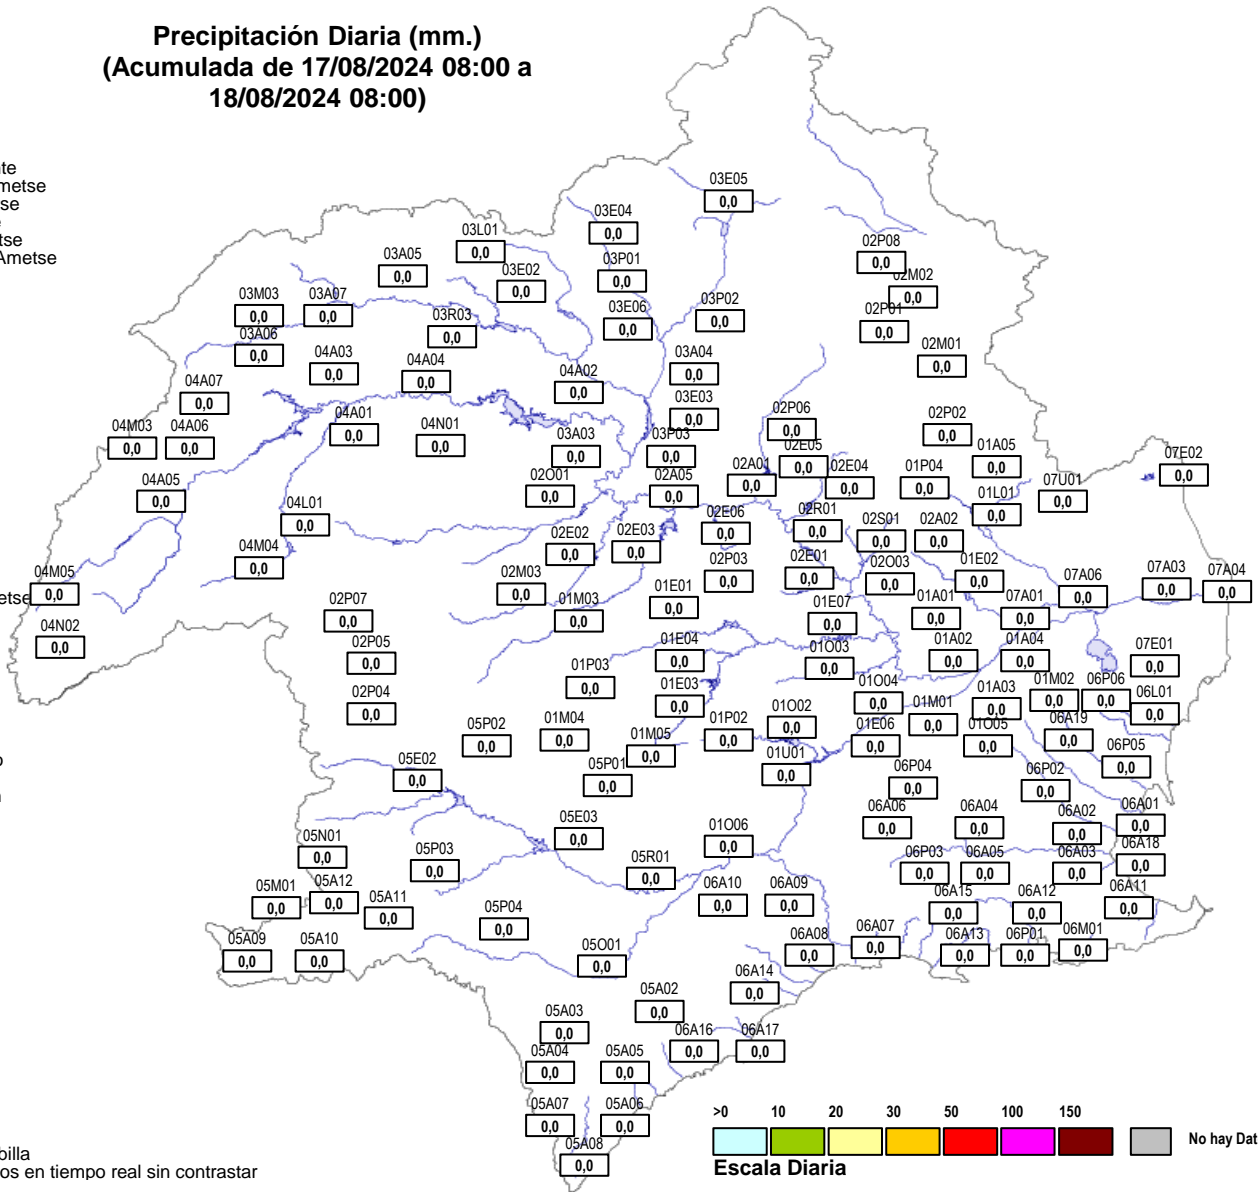 Precipitación Diaria (mm.)
(Acumulada de 17/08/2024 08:00 a
18/08/2024 08:00)
03E05
0,0
03E04
0,0
03L01
0,0
03A05
0,0
03P01
0,0
03E02
0,0
02P08
0,0
02M02
0,0
03M03
0,0
03A07
0,0
03R03
0,0
03E06
0,0
03P02
0,0
02P01
0,0
03A06
0,0
04A03
0,0
04A04
0,0
04A02
0,0
03A04
0,0
02M01
0,0
04A07
0,0
03E03
0,0
04A01
0,0
04N01
0,0
02P06
0,0
02P02
0,0
04M03
0,0
04A06
0,0
03A03
0,0
03P03
0,0
02E05
0,0
01A05
0,0
07E02
0,0
04A05
0,0
02O01
0,0
02A05
0,0
02A01
0,0
02E04
0,0
01P04
0,0
07U01
0,0
01L01
0,0
04L01
0,0
02E06
0,0
02R01
0,0
02S01
0,0
02A02
0,0
04M04
0,0
02E02
0,0
02E03
0,0
02P03
0,0
02E01
0,0
02O03
0,0
01E02
0,0
04M05
0,0
02M03
0,0
01E01
0,0
07A06
0,0
07A03
0,0
07A04
0,0
02P07
0,0
01M03
0,0
01E07
0,0
01A01
0,0
07A01
0,0
04N02
0,0
02P05
0,0
01E04
0,0
01O03
0,0
01A02
0,0
01A04
0,0
07E01
0,0
01P03
0,0
02P04
0,0
01E03
0,0
01O04
0,0
01A03
0,0
01M02
0,0
06P06
0,0
06L01
0,0
05P02
0,0
01M04
0,0
01M05
0,0
01P02
0,0
01O02
0,0
01E06
0,0
01M01
0,0
01O05
0,0
06A19
0,0
06P05
0,0
05E02
0,0
05P01
0,0
01U01
0,0
06P04
0,0
06P02
0,0
05E03
0,0
01O06
0,0
06A06
0,0
06A04
0,0
06A02
0,0
06A01
0,0
05N01
0,0
05P03
0,0
05R01
0,0
06P03
0,0
06A05
0,0
06A03
0,0
06A18
0,0
05M01
0,0
05A12
0,0
05A11
0,0
06A10
0,0
06A09
0,0
06A15
0,0
06A12
0,0
06A11
0,0
05P04
0,0
05A09
0,0
05A10
0,0
05O01
0,0
06A08
0,0
06A07
0,0
06A13
0,0
06P01
0,0
06M01
0,0
06A14
0,0
05A02
0,0
05A03
0,0
06A16
0,0
06A17
0,0
05A04
0,0
05A05
0,0
05A07
0,0
05A06
0,0
05A08
0,0
>0 10 20 30 50 100 150
No hay Dat
Escala Diaria
os en tiempo real sin contrastar